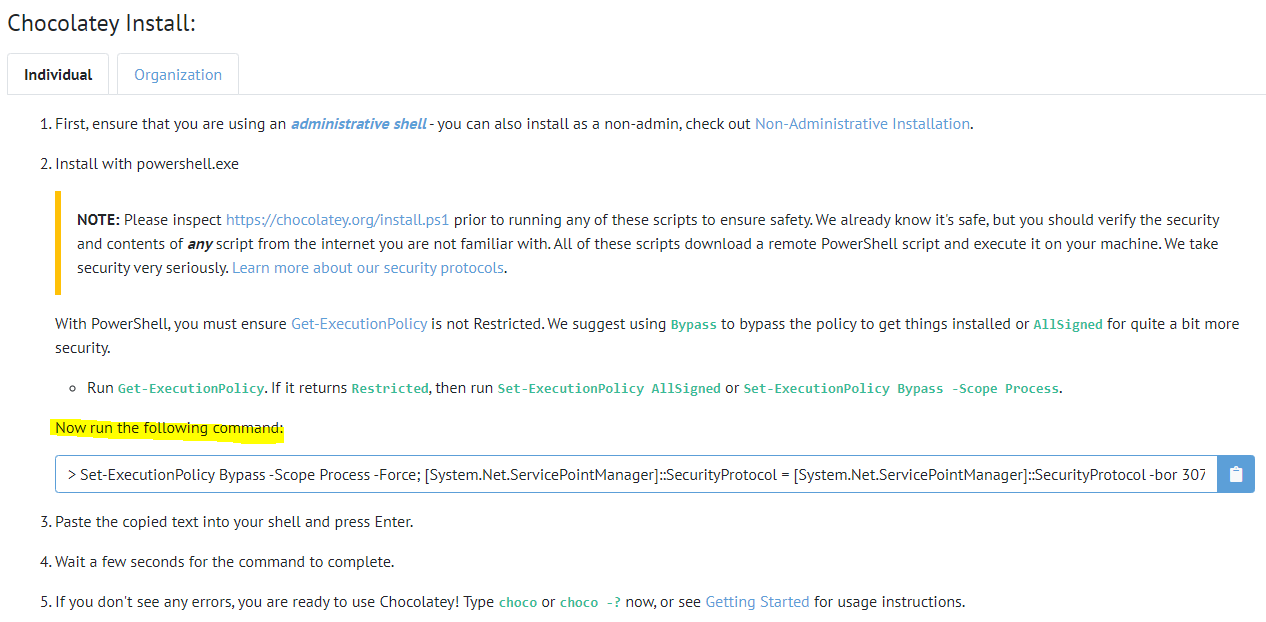 Chocolatey Install:
Individual
Organization
1. First, ensure that you are using an administrative shell - you can also install as a non-admin, check out Non-Administrative Installation.
2. Install with powershell.exe
NOTE: Please inspect https://chocolatey.org/install.ps1 prior to running any of these scripts to ensure safety. We already know it's safe, but you should verify the security
and contents of any script from the internet you are not familiar with. All of these scripts download a remote PowerShell script and execute it on your machine. We take
security very seriously. Learn more about our security protocols.
With PowerShell, you must ensure Get-ExecutionPolicy is not Restricted. We suggest using Bypass to bypass the policy to get things installed or AllSigned for quite a bit more
security.
Run Get-ExecutionPolicy. If it returns Restricted, then run Set-ExecutionPolicy AllSigned or Set-ExecutionPolicy Bypass -Scope Process.
Now run the following command:
> Set-ExecutionPolicy Bypass -Scope Process -Force; [System.Net.ServicePointManager]::SecurityProtocol = [System.Net.ServicePointManager]::SecurityProtocol -bor 307
3. Paste the copied text into your shell and press Enter.
4. Wait a few seconds for the command to complete.
5. If you don't see any errors, you are ready to use Chocolatey! Type choco or choco -? now, or see Getting Started for usage instructions.